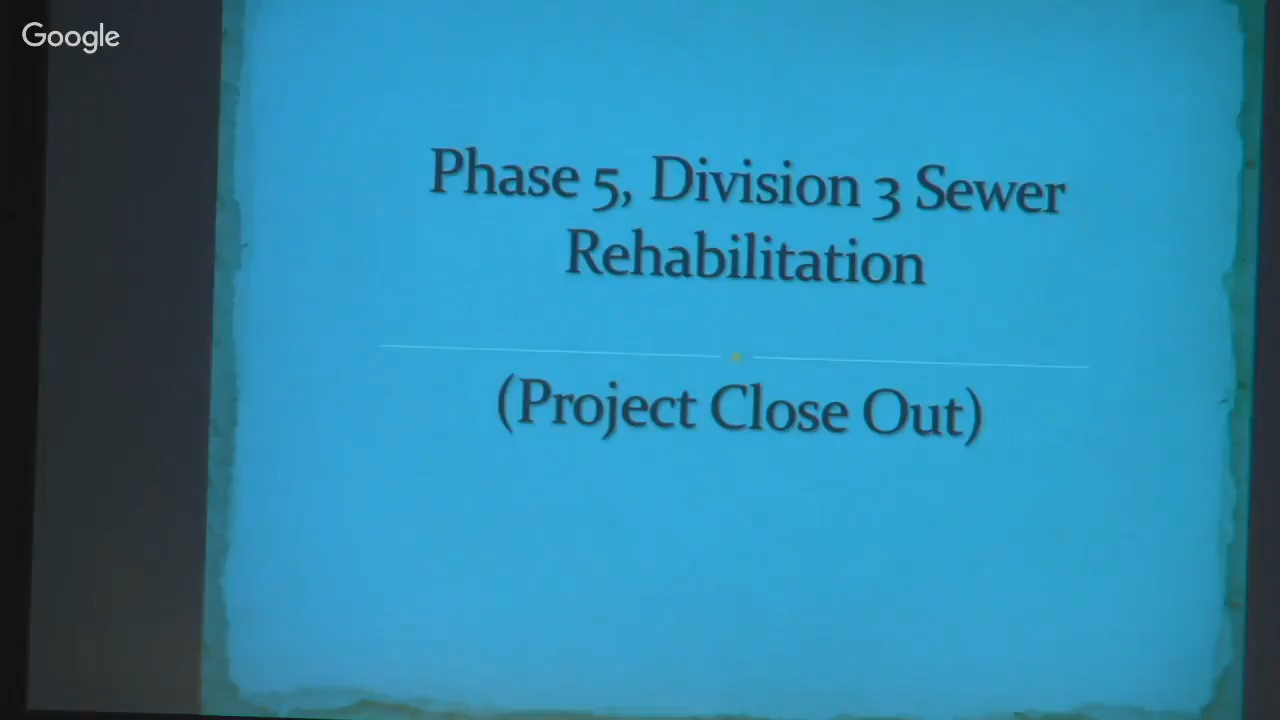 Google
Phase 5, Division 3 Sewer
Rehabilitation
(Project Close Out)